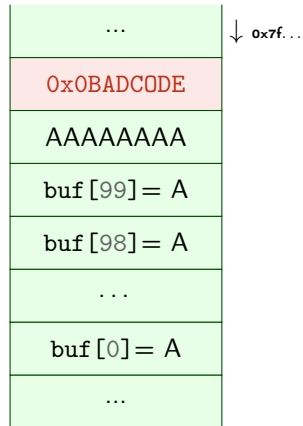 ...
↓ 0x7f...
0x0BADCODE
AAAAAAAA
buf[99]= A
buf[98]= A
...
buf[0]= A
...